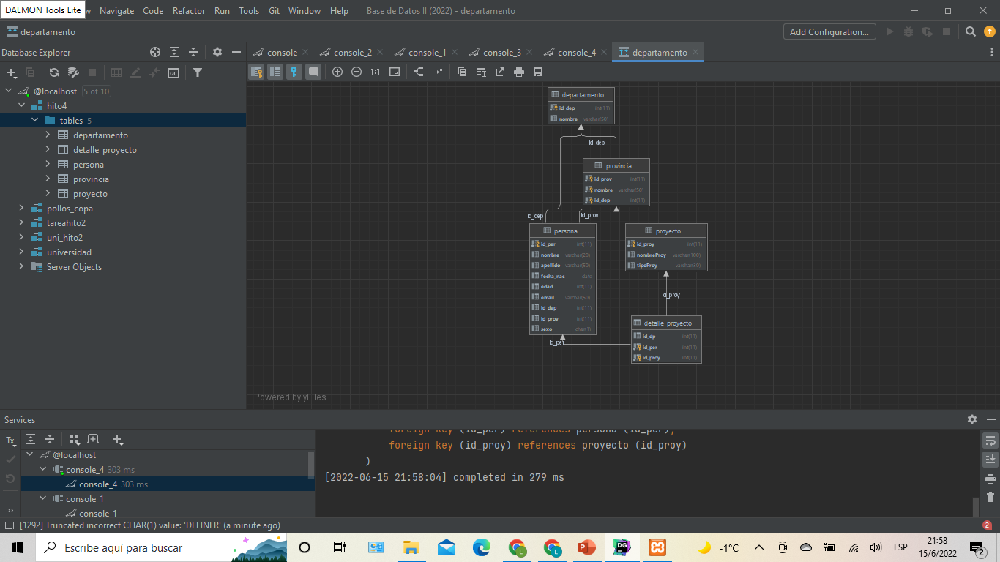 DAEMON Tools Lite
w Navigate Code Refactor Run Tools Git Window Help Base de Datos II (2022) - departamento
departamento Add Configuration...
Database Explorer
console console_2 console_1 console_3 console_4 departamento
QL 1:1
@localhost 5 of 10
hito4
tables 5
departamento
detalle_proyecto
persona
provincia
proyecto
pollos_copa
tareahito2
uni_hito2
universidad
Server Objects
departamento
id_dep int(11)
nombre varchar(50)
id_dep
provincia
id_prov int(11)
nombre varchar(50)
id_dep int(11)
id_dep id_prov
persona
id_per int(11)
nombre varchar(20)
apellido varchar(50)
fecha_nac date
edad int(11)
email varchar(50)
id_dep int(11)
id_prov int(11)
sexo char(1)
id_per
proyecto
id_proy int(11)
nombreProy varchar(100)
tipoProy varchar(30)
id_proy
detalle_proyecto
id_dp int(11)
id_per int(11)
id_proy int(11)
Powered by yFiles
Services
Tx
@localhost
console_4 303 ms
console_4 303 ms
console_1
console_1
foreign key (id_per) references persona (id_per),
foreign key (id_proy) references proyecto (id_proy)
)
[2022-06-15 21:58:04] completed in 279 ms
[1292] Truncated incorrect CHAR(1) value: 'DEFINER' (a minute ago) 2
Escribe aquí para buscar
L L P DG
-1°C ESP
21:58
15/6/2022
2